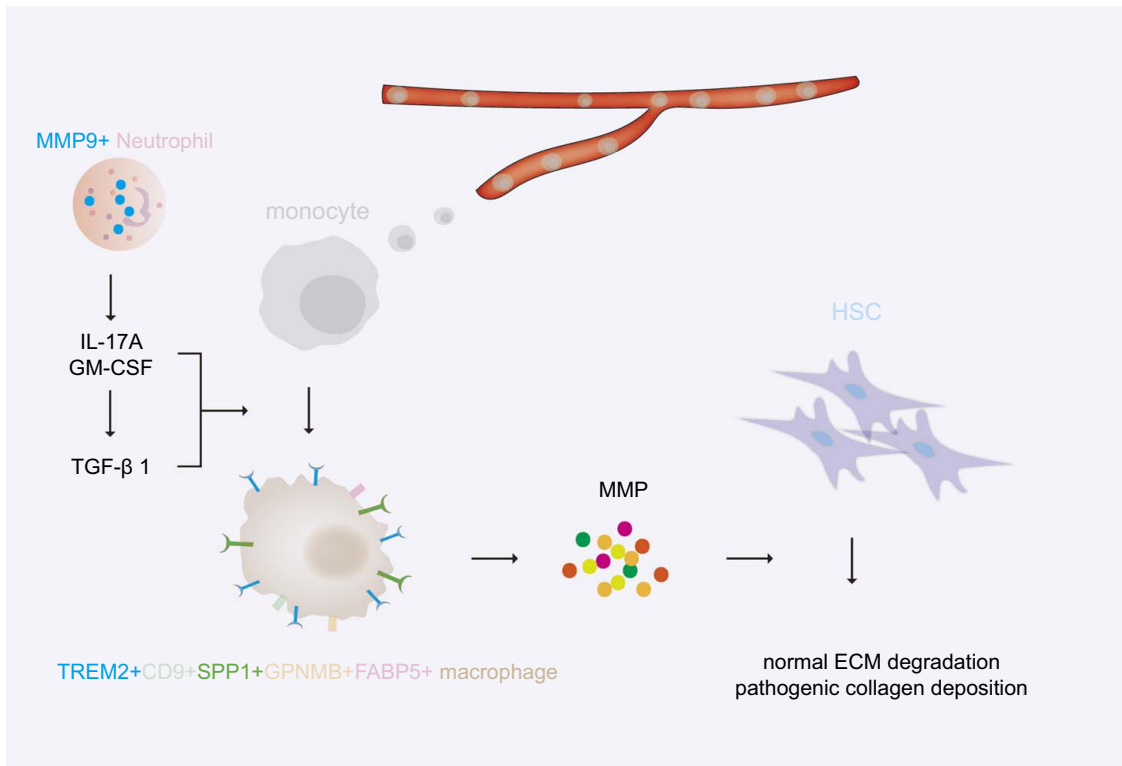 MMP9+ Neutrophil
monocyte
IL-17A
GM-CSF
TGF-β 1
HSC
MMP
TREM2+CD9+SPP1+GPNMB+FABP5+ macrophage
normal ECM degradation
pathogenic collagen deposition